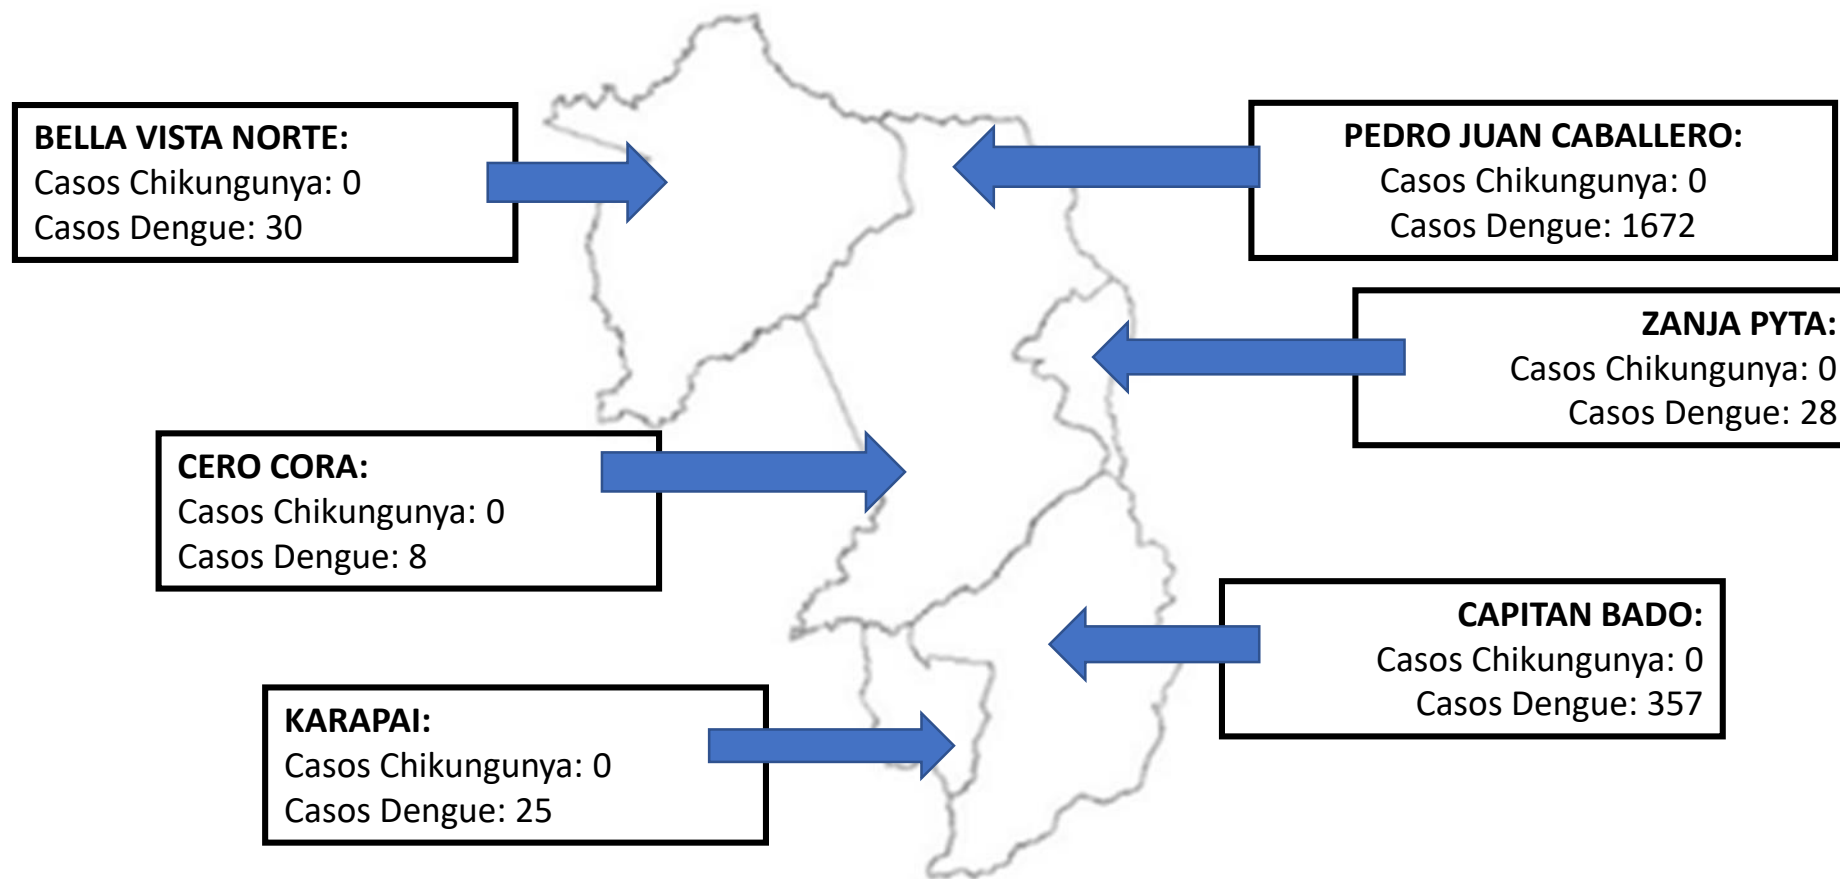 BELLA VISTA NORTE:
Casos Chikungunya: 0
Casos Dengue: 30
PEDRO JUAN CABALLERO:
Casos Chikungunya: 0
Casos Dengue: 1672
ZANJA PYTA:
Casos Chikungunya: 0
Casos Dengue: 28
CERO CORA:
Casos Chikungunya: 0
Casos Dengue: 8
CAPITAN BADO:
Casos Chikungunya: 0
Casos Dengue: 357
KARAPAI:
Casos Chikungunya: 0
Casos Dengue: 25